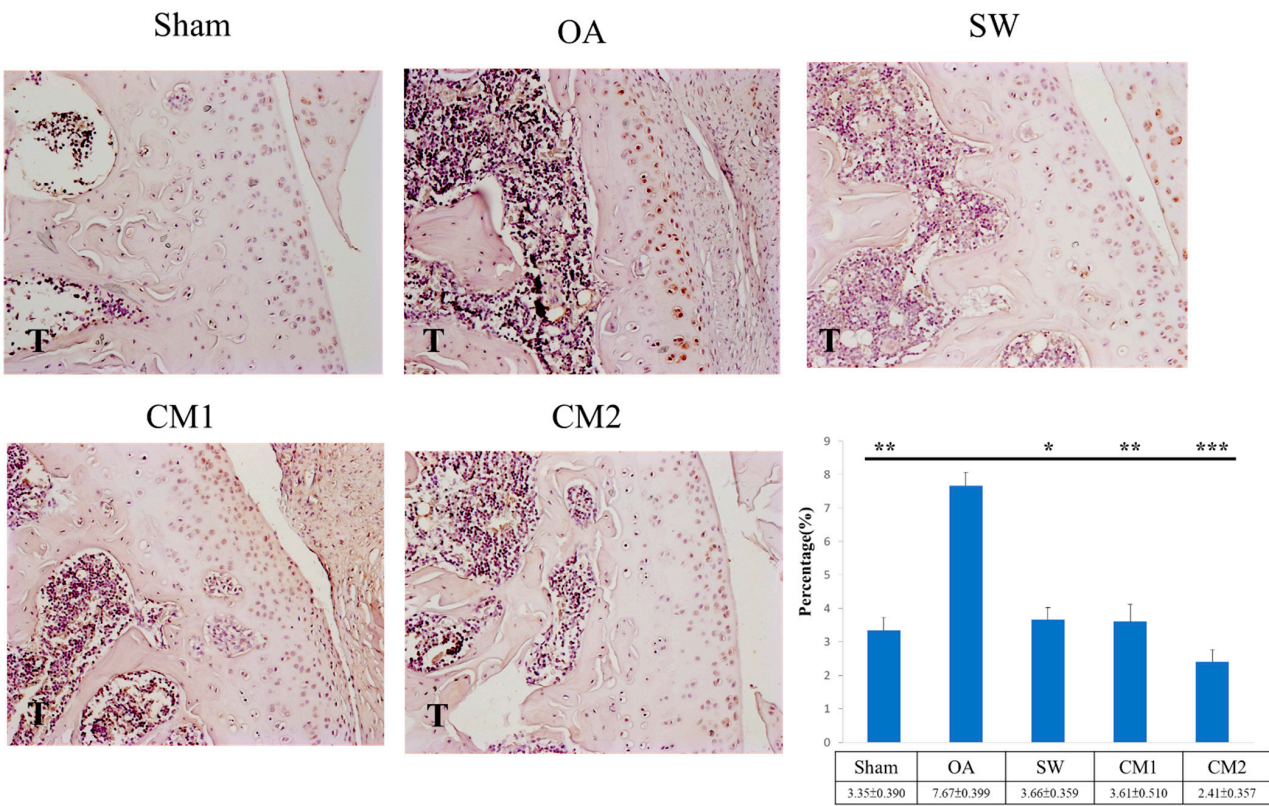 Sham
OA
SW
T
T
T
CM1
CM2
T
T
Percentage(%)
9
8
7
6
5
4
3
2
1
0
** * ** ***
Sham OA SW CM1 CM2
3.35±0.390 7.67±0.399 3.66±0.359 3.61±0.510 2.41±0.357